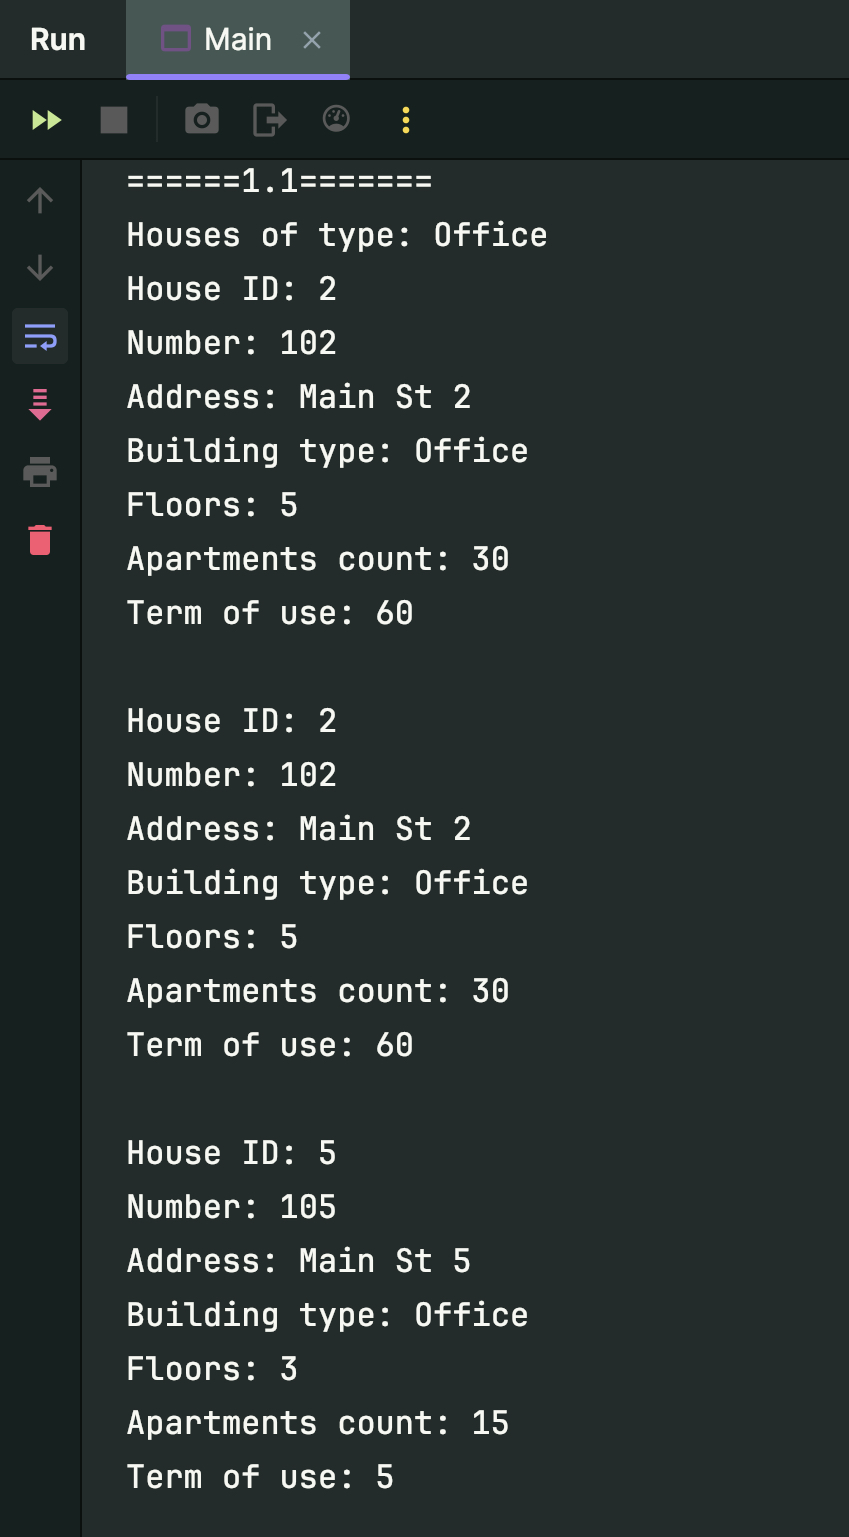 Run Main
======1.1=======
Houses of type: Office
House ID: 2
Number: 102
Address: Main St 2
Building type: Office
Floors: 5
Apartments count: 30
Term of use: 60
House ID: 2
Number: 102
Address: Main St 2
Building type: Office
Floors: 5
Apartments count: 30
Term of use: 60
House ID: 5
Number: 105
Address: Main St 5
Building type: Office
Floors: 3
Apartments count: 15
Term of use: 5